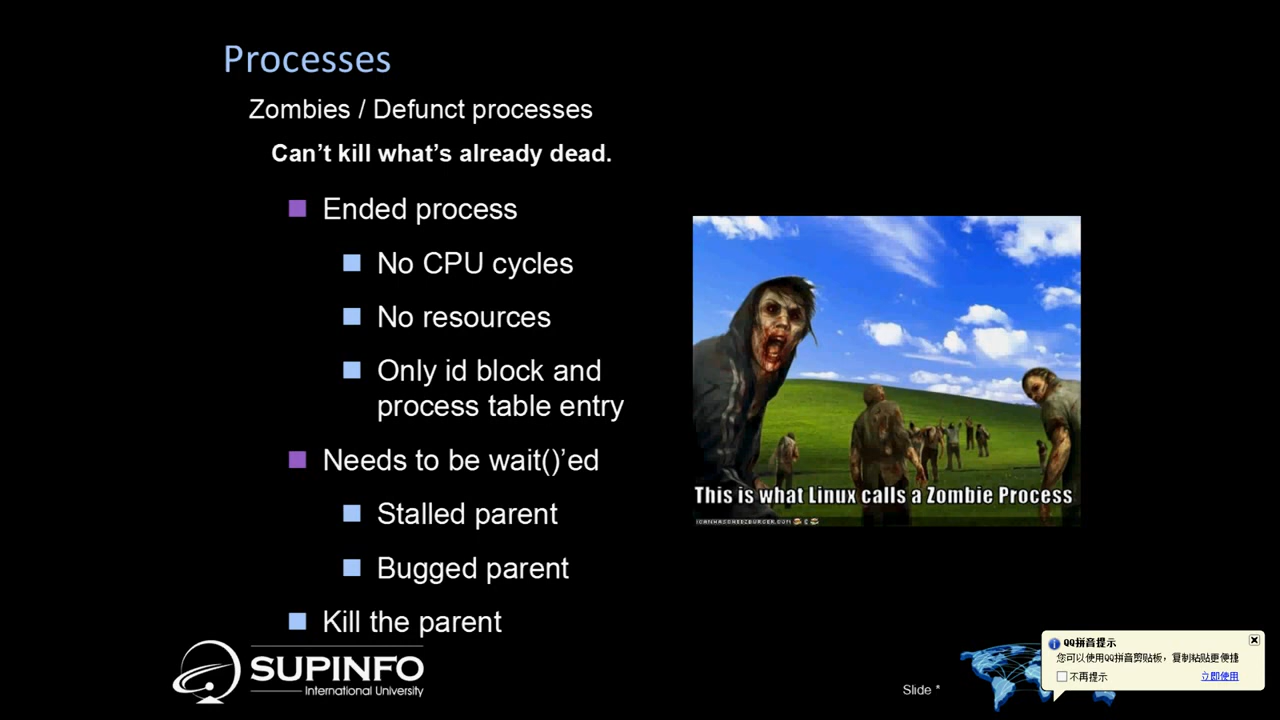 Processes
Zombies / Defunct processes
Can't kill what's already dead.
Ended process
No CPU cycles
No resources
Only id block and
process table entry
Needs to be wait()'ed
Stalled parent
Bugged parent
Kill the parent
This is what Linux calls a Zombie Process
ICANHASCHEEZBURGER.COM
SUPINFO
International University
Slide *
QQ拼音提示
您可以使用QQ拼音剪贴板，复制粘贴更便捷
不再提示
立即使用